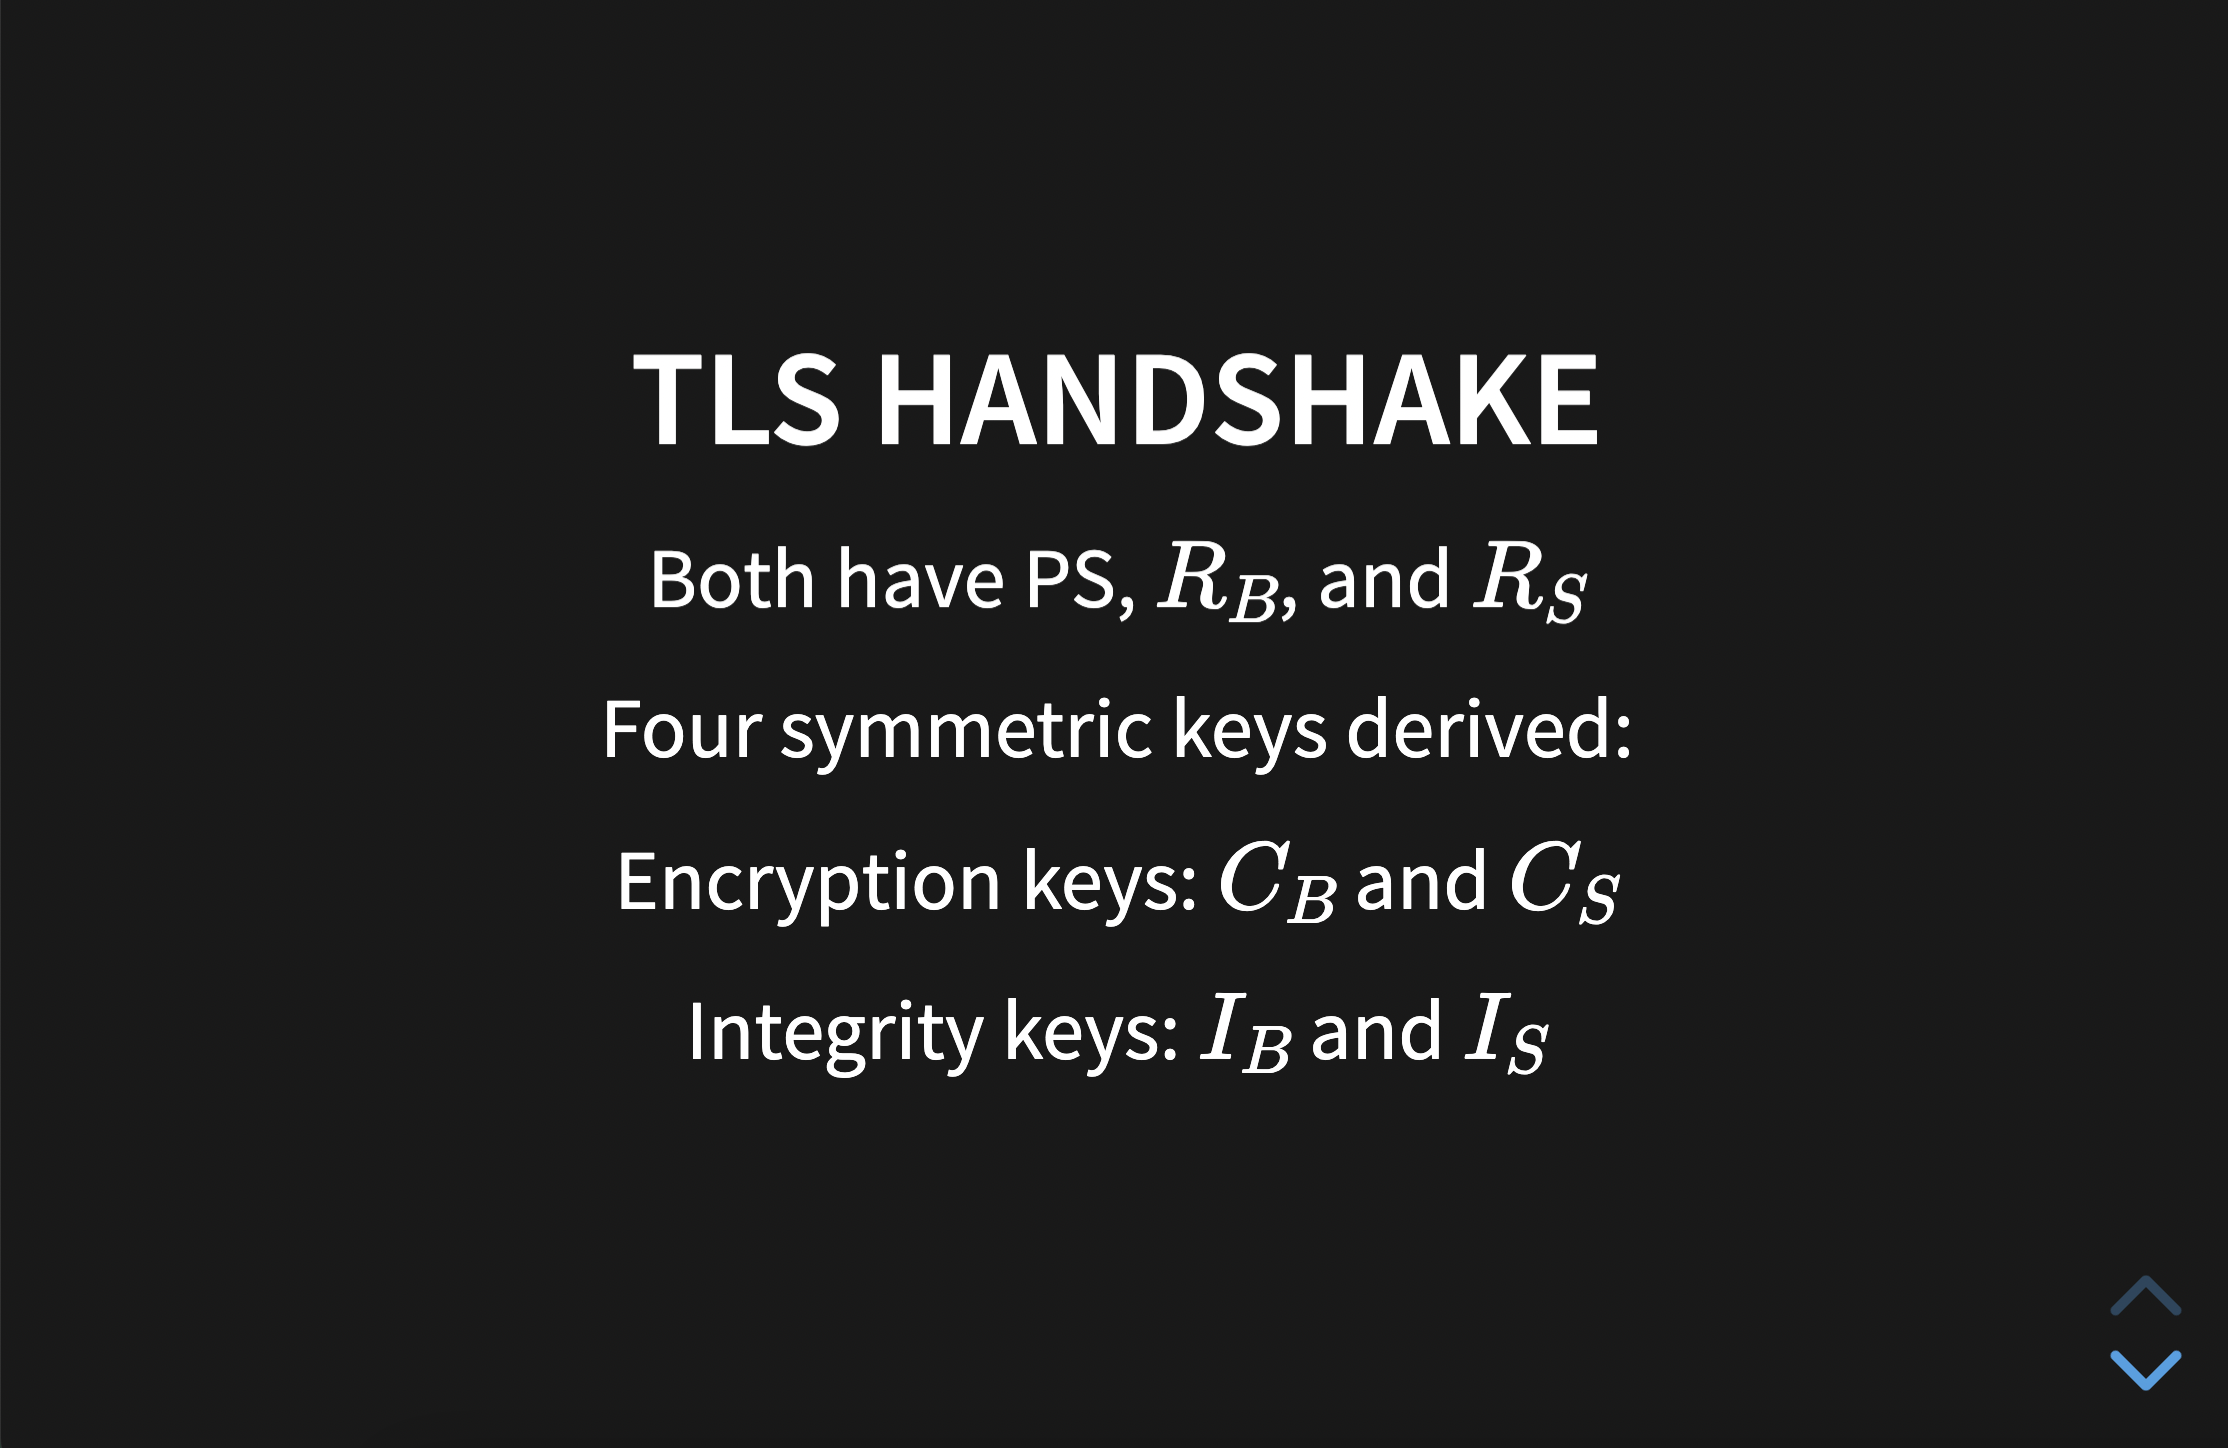 TLS HANDSHAKE
Both have PS, $R_B$, and $R_S$
Four symmetric keys derived:
Encryption keys: $C_B$ and $C_S$
Integrity keys: $I_B$ and $I_S$